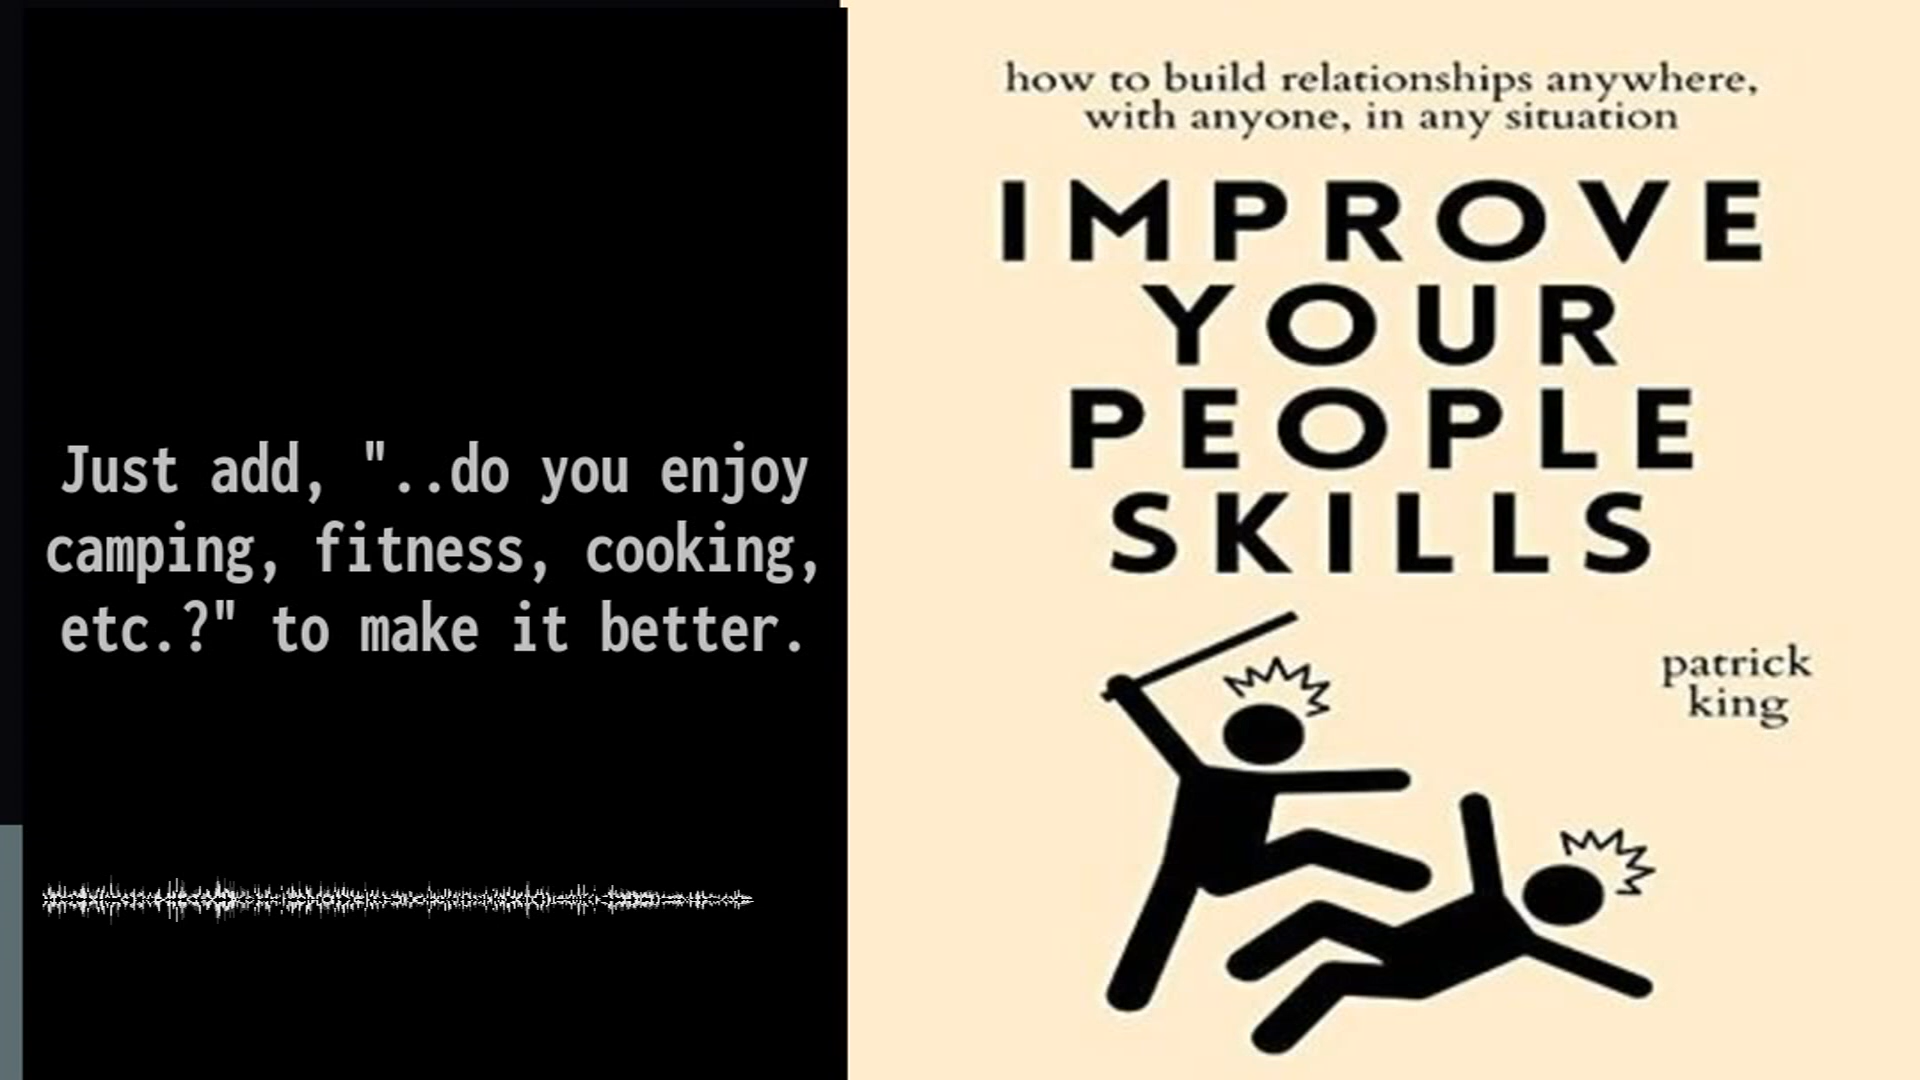 Just add, "..do you enjoy
camping, fitness, cooking,
etc.?" to make it better.
how to build relationships anywhere,
with anyone, in any situation
IMPROVE
YOUR
PEOPLE
SKILLS
patrick
king